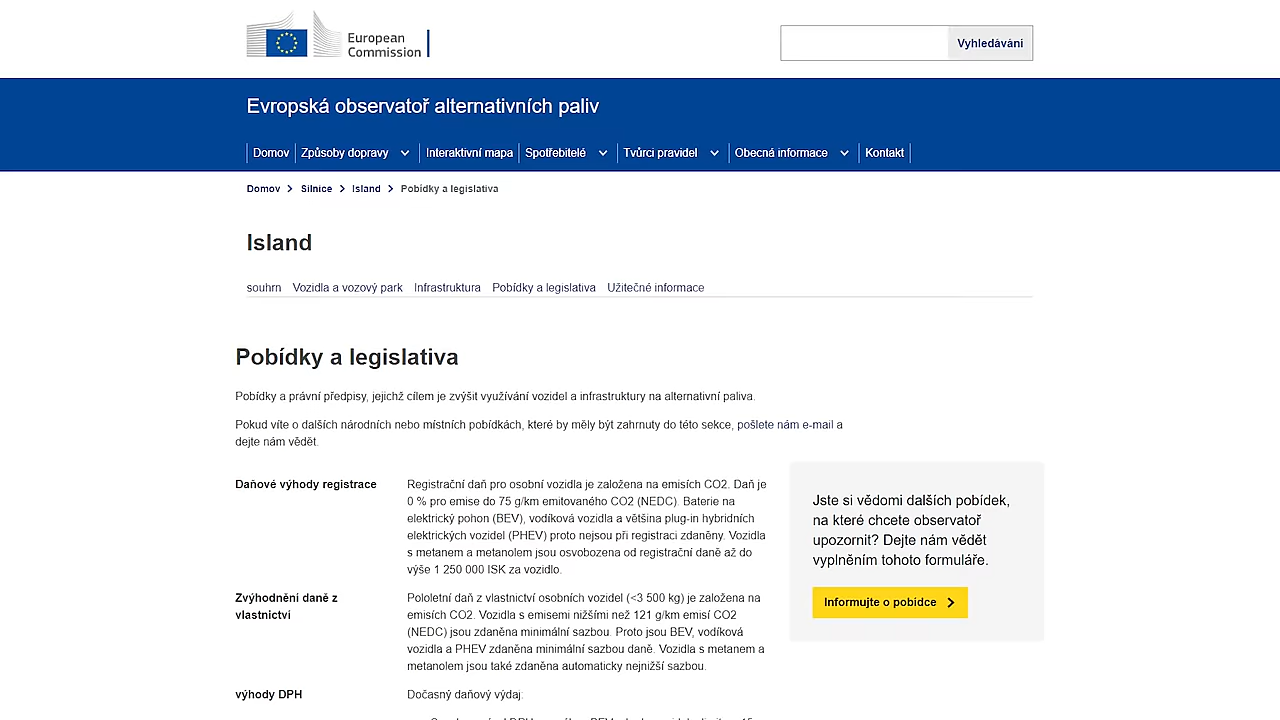 European
Commission
Vyhledávání
Evropská observatoř alternativních paliv
Domov Způsoby dopravy Interaktivní mapa Spotřebitelé Tvůrci pravidel Obecná informace Kontakt
Domov Silnice Island Pobídky a legislativa
Island
souhrn Vozidla a vozový park Infrastruktura Pobídky a legislativa Užitečné informace
Pobídky a legislativa
Pobídky a právní předpisy, jejichž cílem je zvýšit využívání vozidel a infrastruktury na alternativní paliva.
Pokud víte o dalších národních nebo místních pobídkách, které by měly být zahrnuty do této sekce, pošlete nám e-mail a
dejte nám vědět.
Daňové výhody registrace
Registrační daň pro osobní vozidla je založena na emisích CO2. Daň je
0 % pro emise do 75 g/km emitovaného CO2 (NEDC). Baterie na
elektrický pohon (BEV), vodíková vozidla a většina plug-in hybridních
elektrických vozidel (PHEV) proto nejsou při registraci zdaněny. Vozidla
s metanem a metanolem jsou osvobozena od registrační daně až do
výše 1 250 000 ISK za vozidlo.
Zvýhodnění daně z
vlastnictví
Pololetní daň z vlastnictví osobních vozidel (<3 500 kg) je založena na
emisích CO2. Vozidla s emisemi nižšími než 121 g/km emisí CO2
(NEDC) jsou zdaněna minimální sazbou. Proto jsou BEV, vodíková
vozidla a PHEV zdaněna minimální sazbou daně. Vozidla s metanem a
metanolem jsou také zdaněna automaticky nejnižší sazbou.
výhody DPH
Dočasný daňový výdaj:
Jste si vědomi dalších pobídek,
na které chcete observatoř
upozornit? Dejte nám vědět
vyplněním tohoto formuláře.
Informujte o pobídce